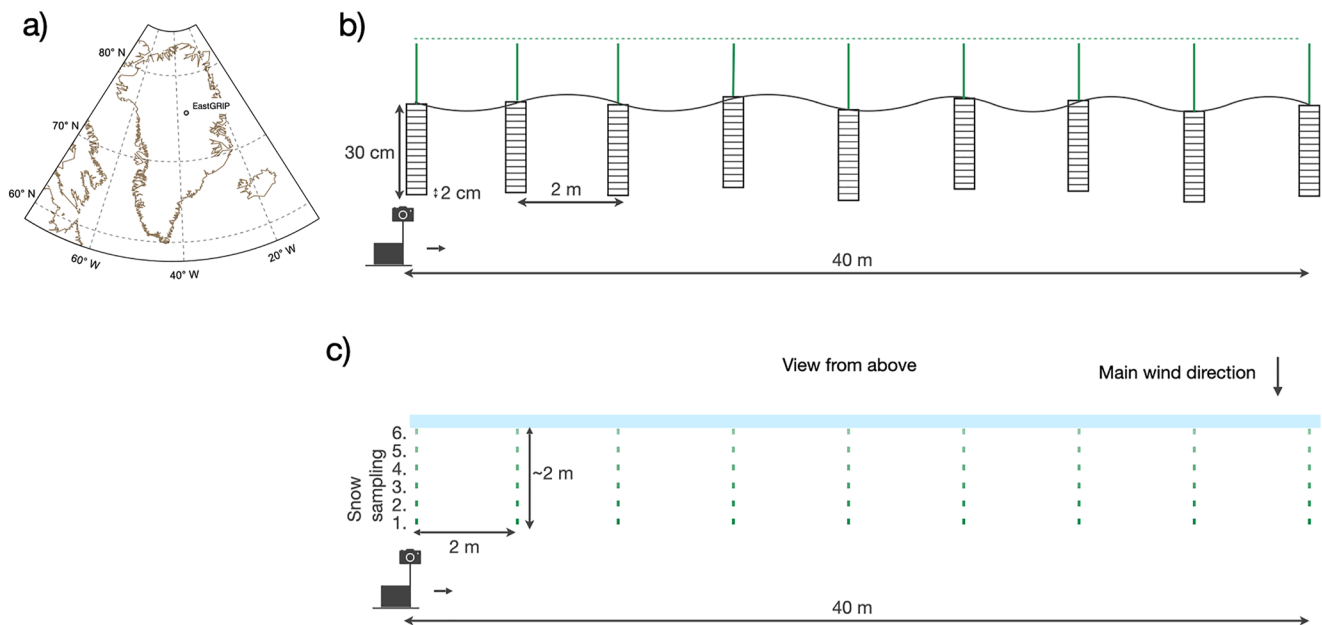 a)
80° N
EastGRIP
70° N
60° N
60° W
40° W
20° W
b)
30 cm
2 cm
2 m
40 m
c)
View from above
Main wind direction
Snow
sampling
6.
5.
4.
3.
2.
1.
~2 m
2 m
40 m